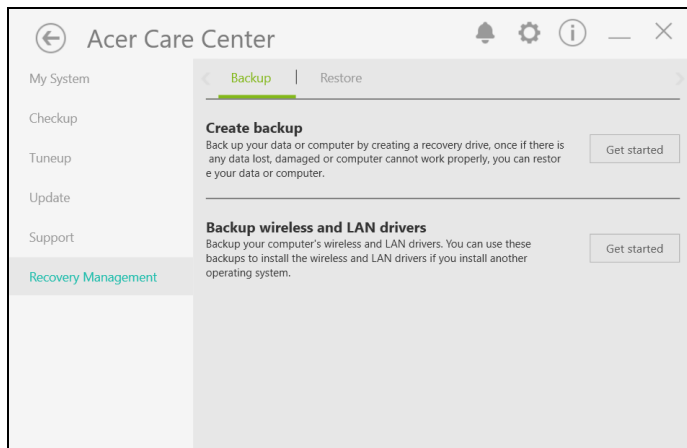 Acer Care Center
My System
Backup
Restore
Checkup
Tuneup
Update
Support
Recovery Management
Create backup
Back up your data or computer by creating a recovery drive, once if there is
any data lost, damaged or computer cannot work properly, you can restor
e your data or computer.
Get started
Backup wireless and LAN drivers
Backup your computer's wireless and LAN drivers. You can use these
backups to install the wireless and LAN drivers if you install another
operating system.
Get started